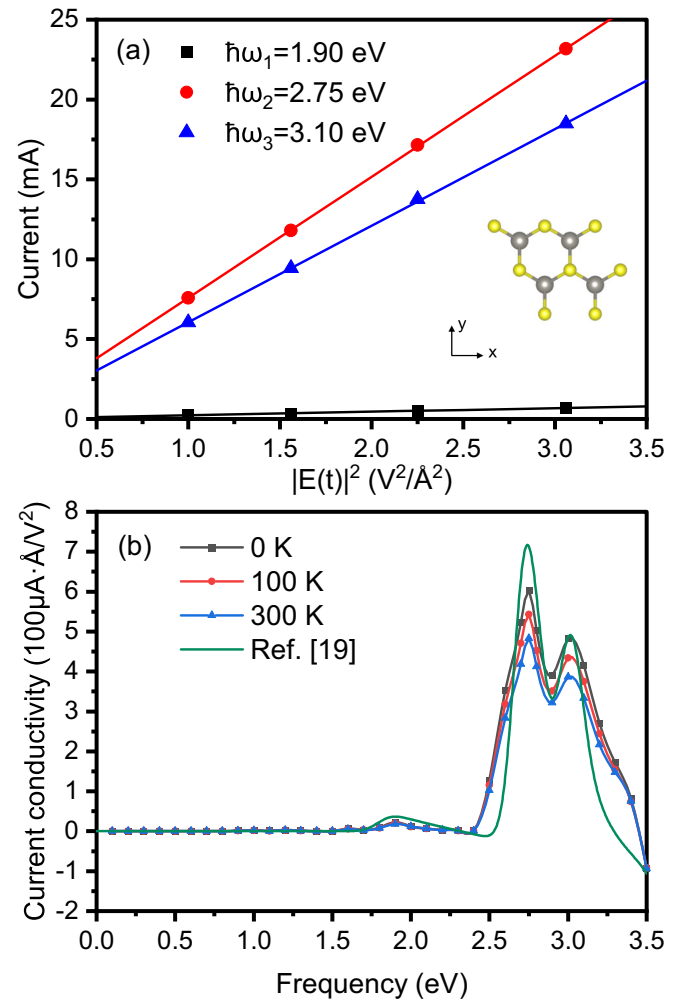 (a)
ħω₁=1.90 eV
ħω₂=2.75 eV
ħω₃=3.10 eV
Current (mA)
25
20
15
10
5
0
y
x
0.5 1.0 1.5 2.0 2.5 3.0 3.5
|E(t)|² (V²/Å²)
(b)
0 K
100 K
300 K
Ref. [19]
Current conductivity (100μA·Å/V²)
8
7
6
5
4
3
2
1
0
-1
-2
0.0 0.5 1.0 1.5 2.0 2.5 3.0 3.5
Frequency (eV)